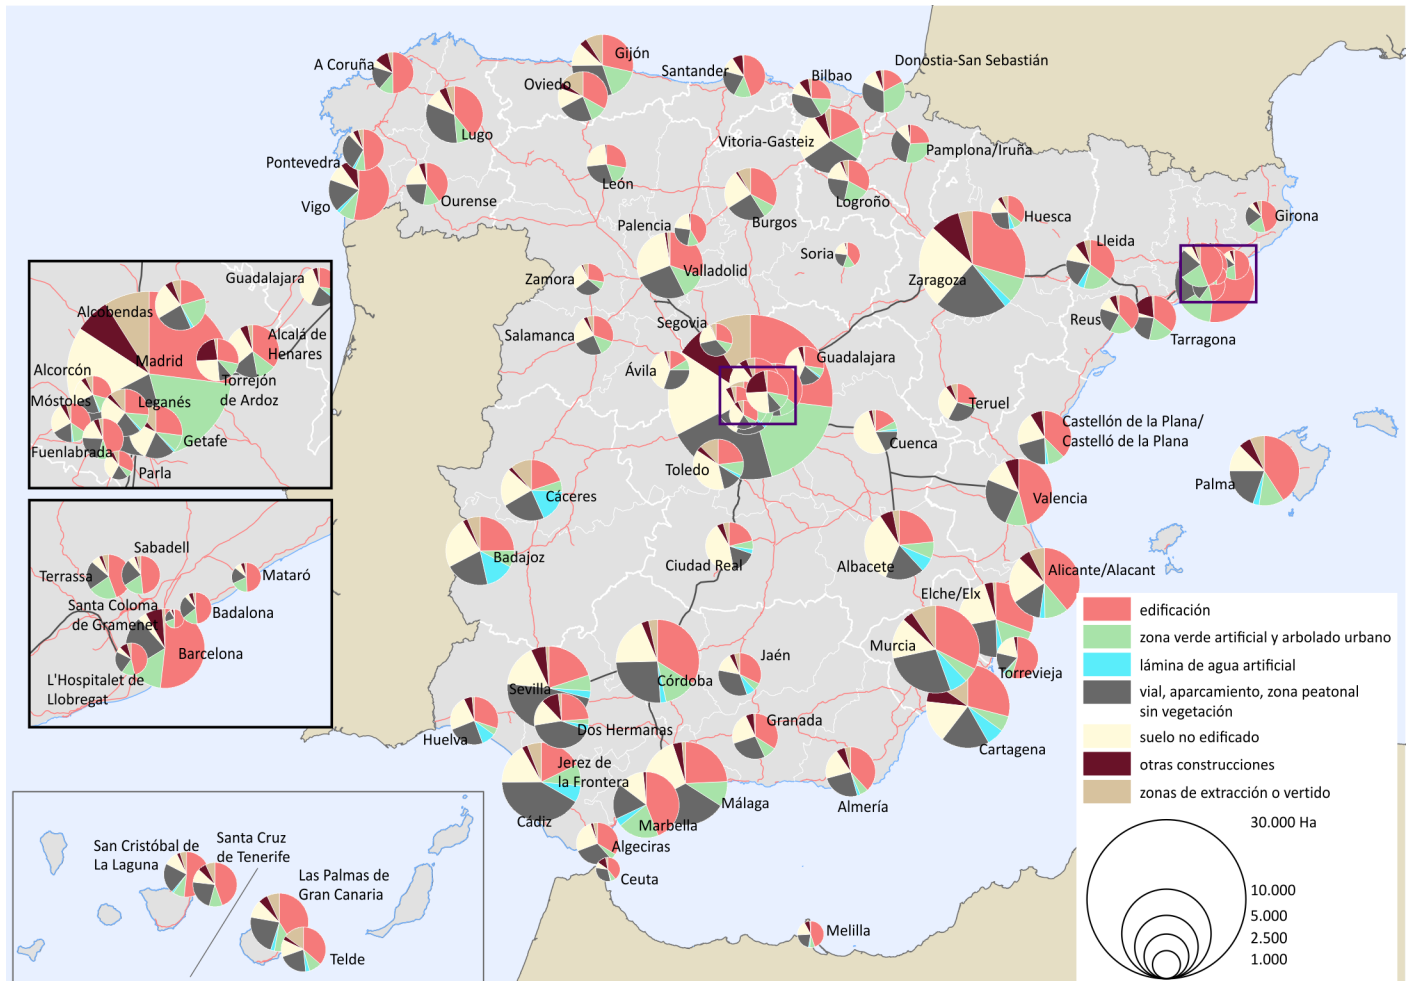 A Coruña
Gijón
Oviedo
Santander
Bilbao
Donostia-San Sebastián
Lugo
Vitoria-Gasteiz
Pamplona/Iruña
Pontevedra
Vigo
Ourense
León
Logroño
Burgos
Palencia
Huesca
Girona
Lleida
Soria
Valladolid
Zaragoza
Zamora
Reus
Tarragona
Salamanca
Segovia
Guadalajara
Ávila
Teruel
Castellón de la Plana/
Castelló de la Plana
Cuenca
Toledo
Cáceres
Valencia
Palma
Badajoz
Ciudad Real
Albacete
Alicante/Alacant
Elche/Elx
Murcia
Torrevieja
Jaén
Córdoba
Sevilla
Dos Hermanas
Granada
Huelva
Cartagena
Jerez de
la Frontera
Málaga
Almería
Cádiz
Marbella
Algeciras
Ceuta
Melilla
Guadalajara
Alcobendas
Alcalá de
Henares
Madrid
Alcorcón
Torrejón
de Ardoz
Móstoles
Leganés
Getafe
Fuenlabrada
Parla
Sabadell
Terrassa
Mataró
Santa Coloma
de Gramenet
Badalona
Barcelona
L'Hospitalet de
Llobregat
San Cristóbal de
La Laguna
Santa Cruz
de Tenerife
Las Palmas de
Gran Canaria
Telde
edificación
zona verde artificial y arbolado urbano
lámina de agua artificial
vial, aparcamiento, zona peatonal
sin vegetación
suelo no edificado
otras construcciones
zonas de extracción o vertido
30.000 Ha
10.000
5.000
2.500
1.000